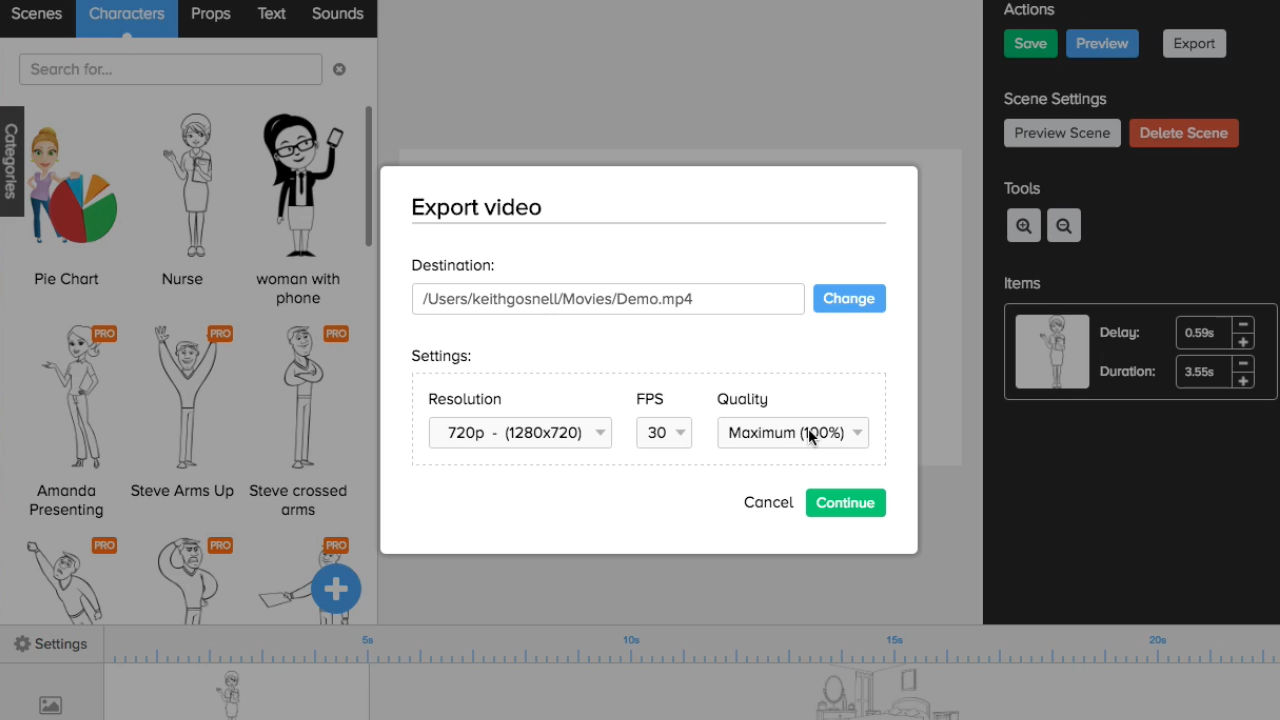 Scenes Characters Props Text Sounds
Search for...
Categories
Pie Chart Nurse woman with
phone
PRO PRO PRO
Amanda Steve Arms Up Steve crossed
Presenting arms
PRO PRO PRO
Export video
Destination:
/Users/keithgosnell/Movies/Demo.mp4 Change
Settings:
Resolution FPS Quality
720p - (1280x720) 30 Maximum (100%)
Cancel Continue
Actions
Save Preview Export
Scene Settings
Preview Scene Delete Scene
Tools
Items
Delay: 0.59s
Duration: 3.55s
Settings 5s 10s 15s 20s